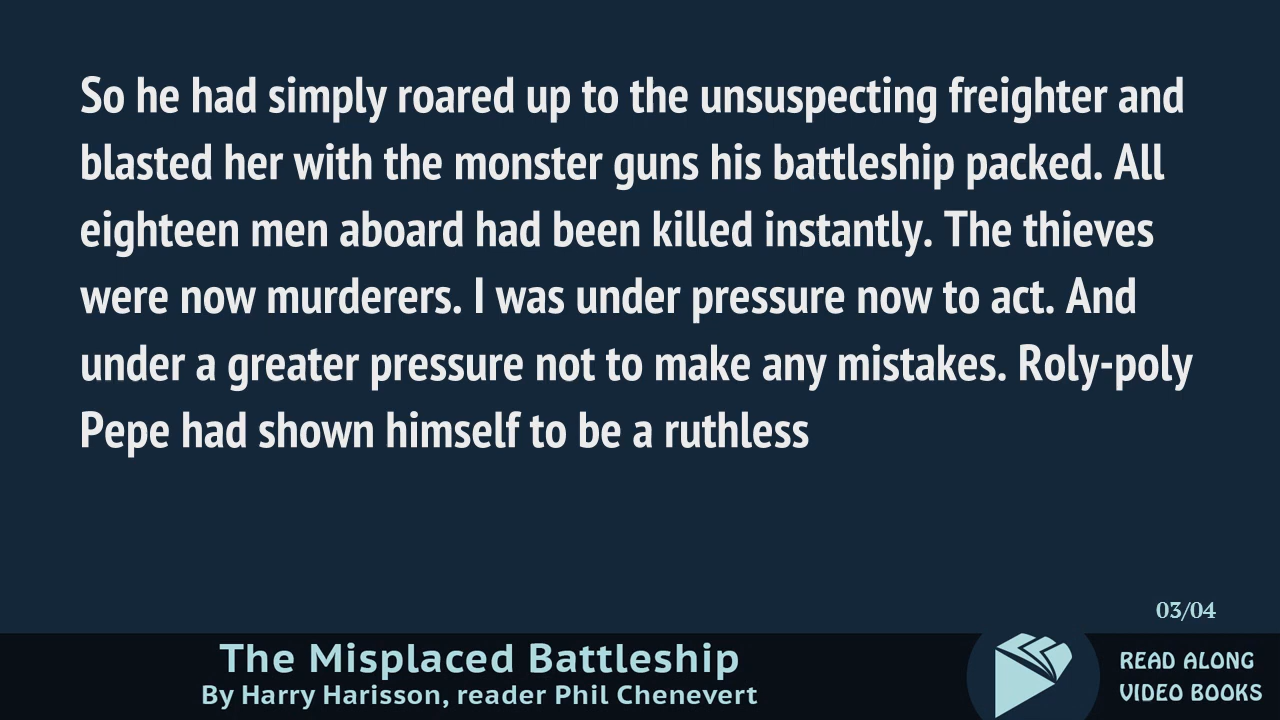 So he had simply roared up to the unsuspecting freighter and
blasted her with the monster guns his battleship packed. All
eighteen men aboard had been killed instantly. The thieves
were now murderers. I was under pressure now to act. And
under a greater pressure not to make any mistakes. Roly-poly
Pepe had shown himself to be a ruthless
03/04
The Misplaced Battleship
By Harry Harisson, reader Phil Chenevert
READ ALONG
VIDEO BOOKS